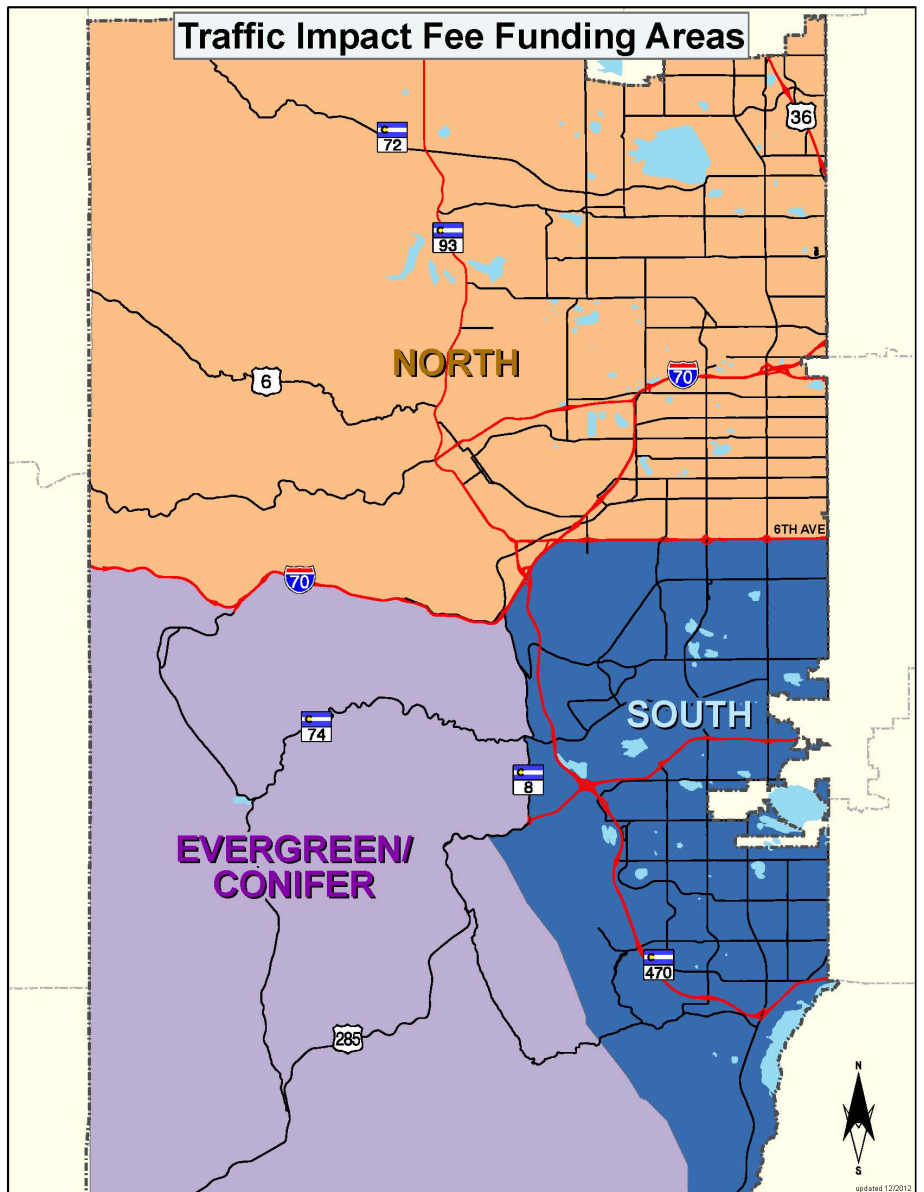 Traffic Impact Fee Funding Areas
36
C
72
C
93
NORTH
6
70
6TH AVE
70
SOUTH
C
74
C
8
EVERGREEN/
CONIFER
C
470
285
N
S
updated 12/2012